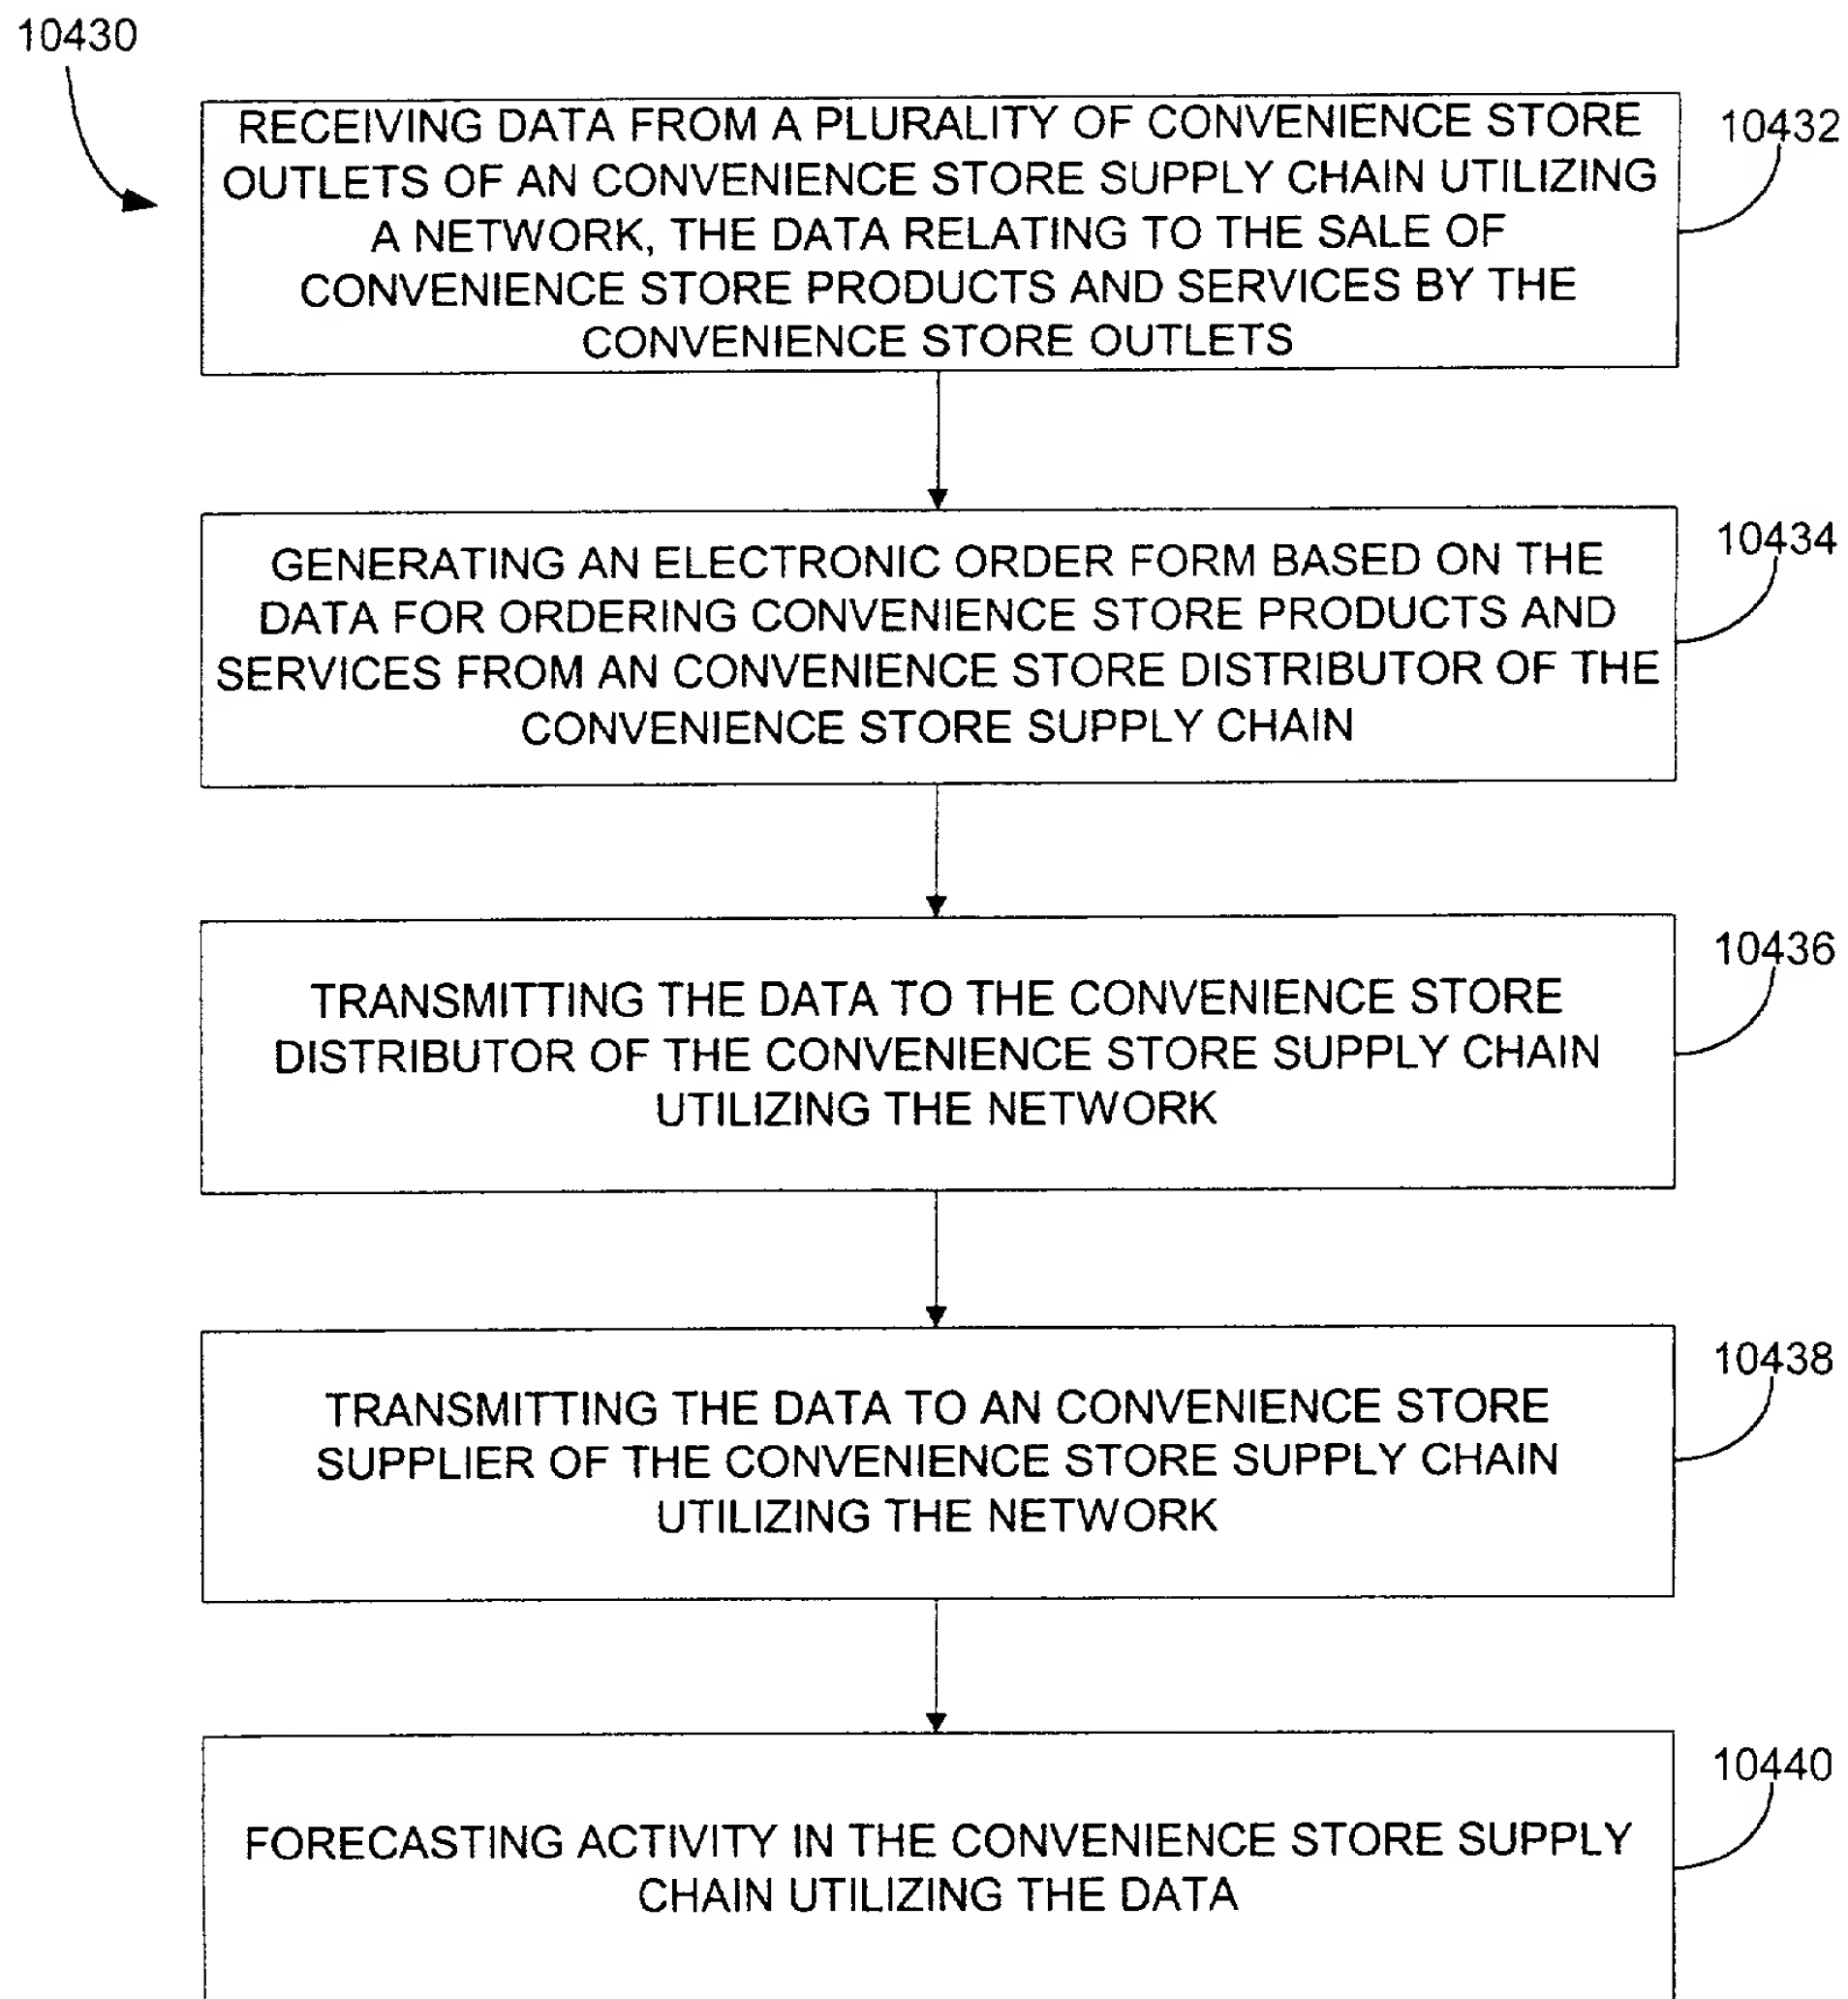 10430
RECEIVING DATA FROM A PLURALITY OF CONVENIENCE STORE
OUTLETS OF AN CONVENIENCE STORE SUPPLY CHAIN UTILIZING
A NETWORK, THE DATA RELATING TO THE SALE OF
CONVENIENCE STORE PRODUCTS AND SERVICES BY THE
CONVENIENCE STORE OUTLETS
10432
GENERATING AN ELECTRONIC ORDER FORM BASED ON THE
DATA FOR ORDERING CONVENIENCE STORE PRODUCTS AND
SERVICES FROM AN CONVENIENCE STORE DISTRIBUTOR OF THE
CONVENIENCE STORE SUPPLY CHAIN
10434
TRANSMITTING THE DATA TO THE CONVENIENCE STORE
DISTRIBUTOR OF THE CONVENIENCE STORE SUPPLY CHAIN
UTILIZING THE NETWORK
10436
TRANSMITTING THE DATA TO AN CONVENIENCE STORE
SUPPLIER OF THE CONVENIENCE STORE SUPPLY CHAIN
UTILIZING THE NETWORK
10438
FORECASTING ACTIVITY IN THE CONVENIENCE STORE SUPPLY
CHAIN UTILIZING THE DATA
10440